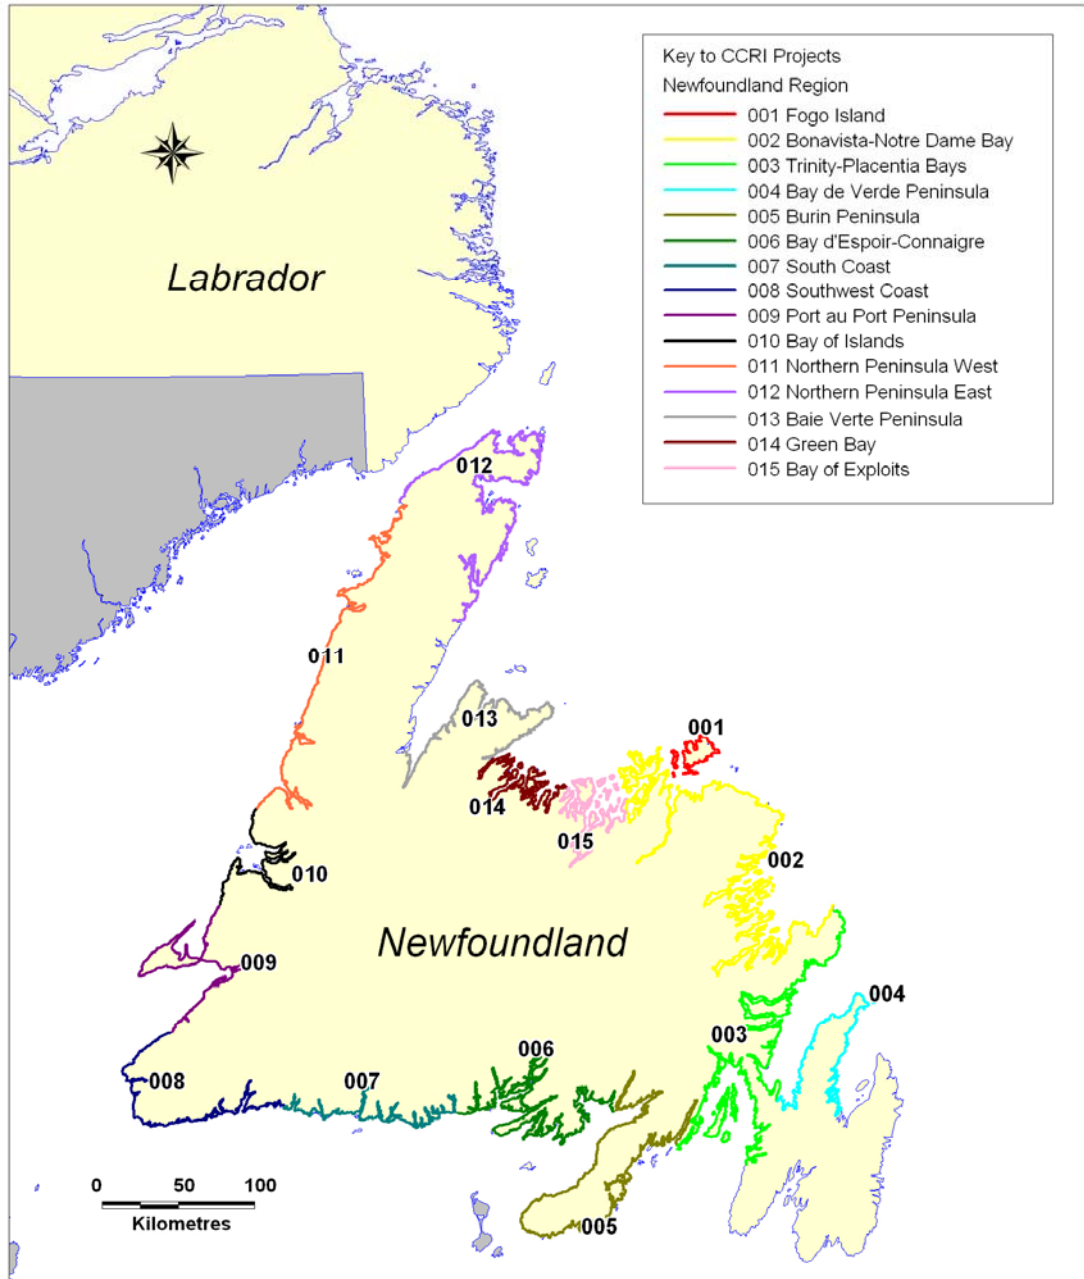 Key to CCRI Projects
Newfoundland Region
001 Fogo Island
002 Bonavista-Notre Dame Bay
003 Trinity-Placentia Bays
004 Bay de Verde Peninsula
005 Burin Peninsula
006 Bay d'Espoir-Connaigre
007 South Coast
008 Southwest Coast
009 Port au Port Peninsula
010 Bay of Islands
011 Northern Peninsula West
012 Northern Peninsula East
013 Baie Verte Peninsula
014 Green Bay
015 Bay of Exploits
Labrador
012
011
013
001
014
015
002
010
Newfoundland
009
004
003
006
008
007
005
0 50 100
Kilometres